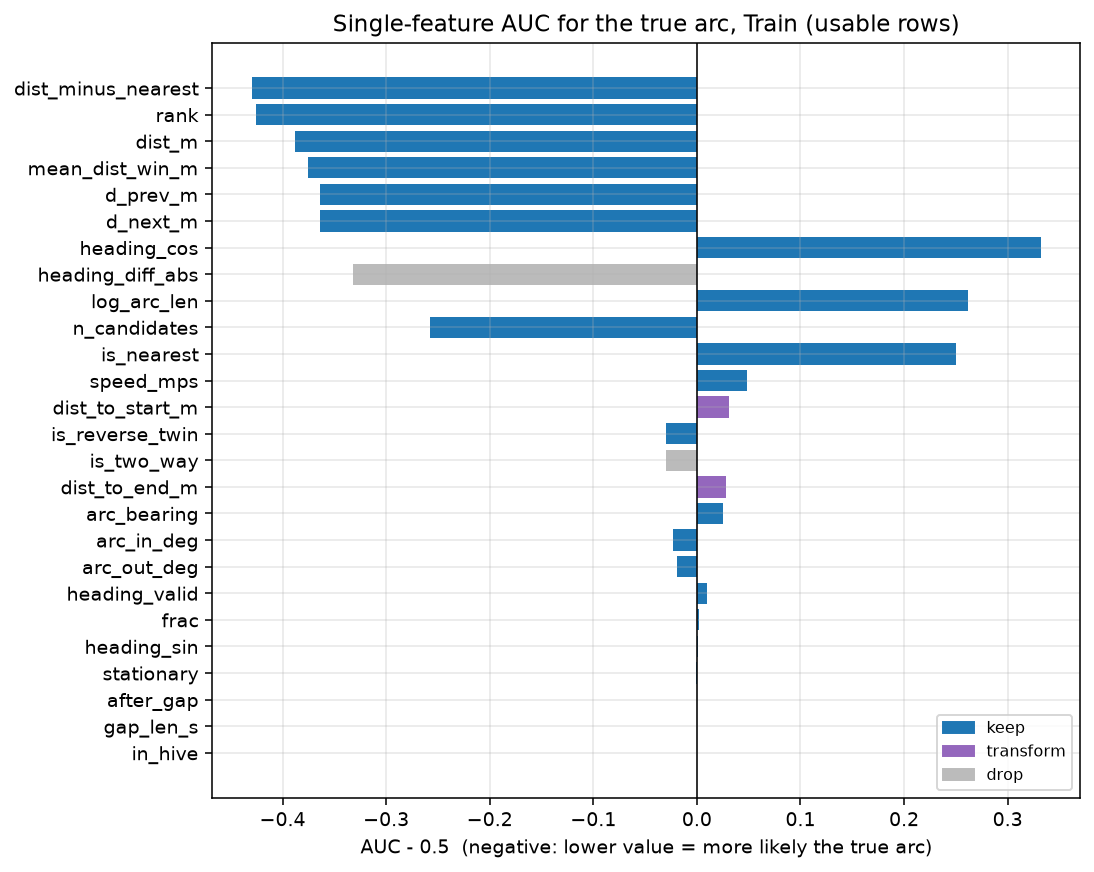 Single-feature AUC for the true arc, Train (usable rows)
dist_minus_nearest
rank
dist_m
mean_dist_win_m
d_prev_m
d_next_m
heading_cos
heading_diff_abs
log_arc_len
n_candidates
is_nearest
speed_mps
dist_to_start_m
is_reverse_twin
is_two_way
dist_to_end_m
arc_bearing
arc_in_deg
arc_out_deg
heading_valid
frac
heading_sin
stationary
after_gap
gap_len_s
in_hive
keep
transform
drop
−0.4 −0.3 −0.2 −0.1 0.0 0.1 0.2 0.3
AUC - 0.5  (negative: lower value = more likely the true arc)